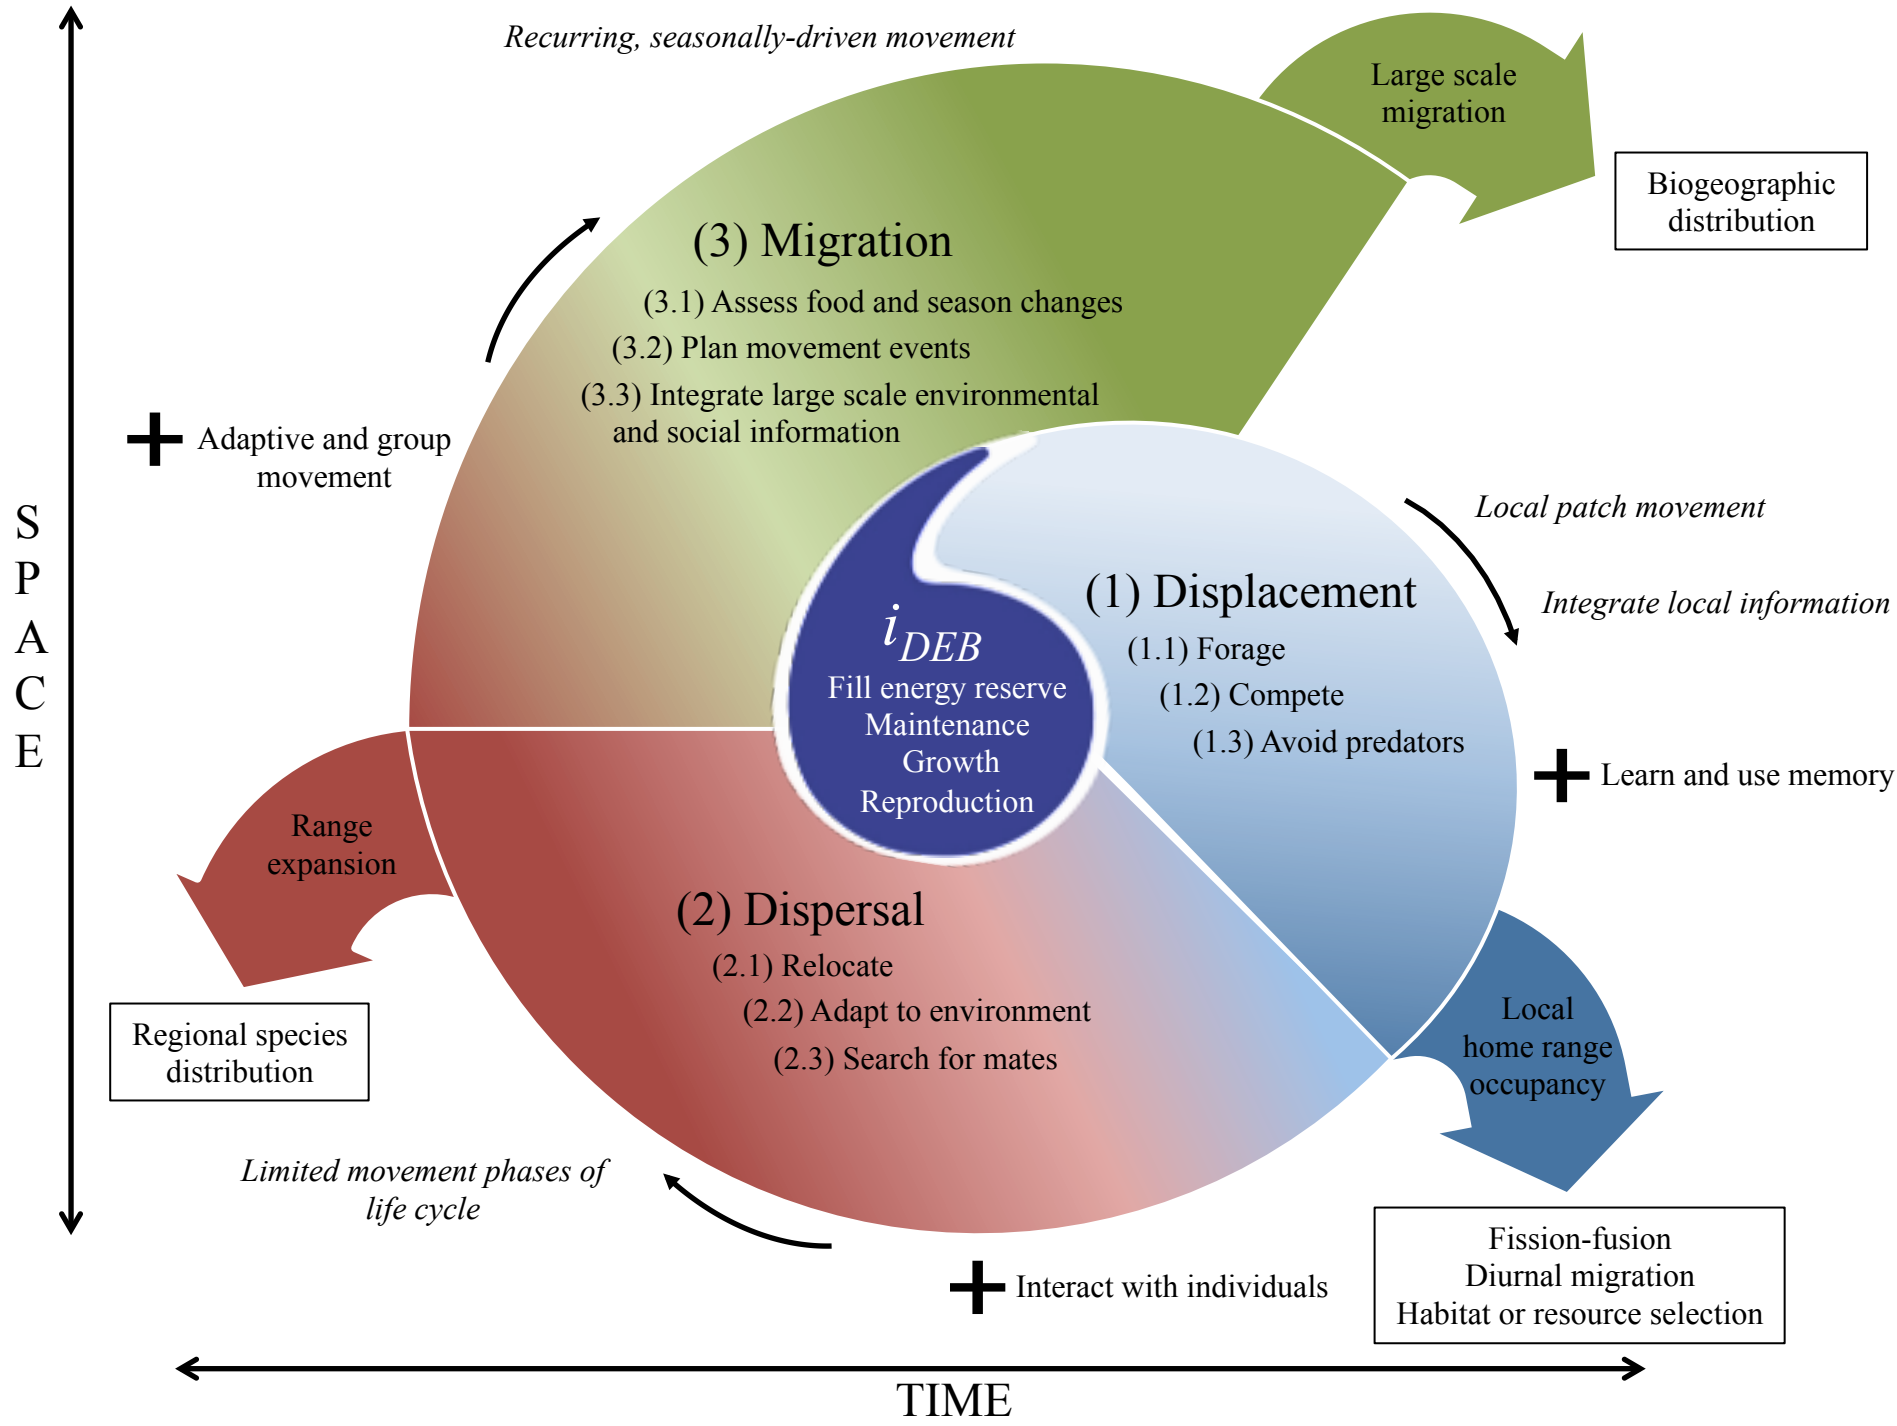 Recurring, seasonally-driven movement
Large scale
migration
Biogeographic
distribution
(3) Migration
(3.1) Assess food and season changes
(3.2) Plan movement events
(3.3) Integrate large scale environmental
and social information
Adaptive and group
movement
S
P
A
C
E
Local patch movement
Integrate local information
(1) Displacement
(1.1) Forage
(1.2) Compete
(1.3) Avoid predators
Learn and use memory
iDEB
Fill energy reserve
Maintenance
Growth
Reproduction
Range
expansion
Regional species
distribution
(2) Dispersal
(2.1) Relocate
(2.2) Adapt to environment
(2.3) Search for mates
Local
home range
occupancy
Limited movement phases of
life cycle
Interact with individuals
Fission-fusion
Diurnal migration
Habitat or resource selection
TIME